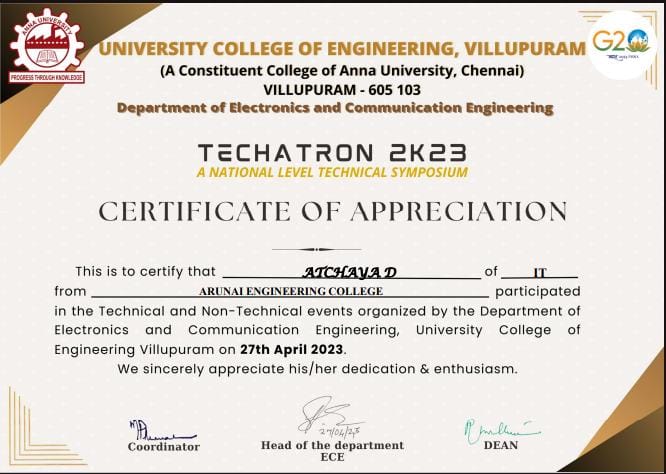 ANNA UNIVERSITY
PROGRESS THROUGH KNOWLEDGE
UNIVERSITY COLLEGE OF ENGINEERING, VILLUPURAM
G20
(A Constituent College of Anna University, Chennai)
VILLUPURAM - 605 103
Department of Electronics and Communication Engineering
TECHATRON 2K23
A NATIONAL LEVEL TECHNICAL SYMPOSIUM
CERTIFICATE OF APPRECIATION
This is to certify that ATCHAYA D of IT
from ARUNAI ENGINEERING COLLEGE participated
in the Technical and Non-Technical events organized by the Department of
Electronics and Communication Engineering, University College of
Engineering Villupuram on 27th April 2023.
We sincerely appreciate his/her dedication & enthusiasm.
27/04/23
Coordinator
Head of the department
ECE
DEAN